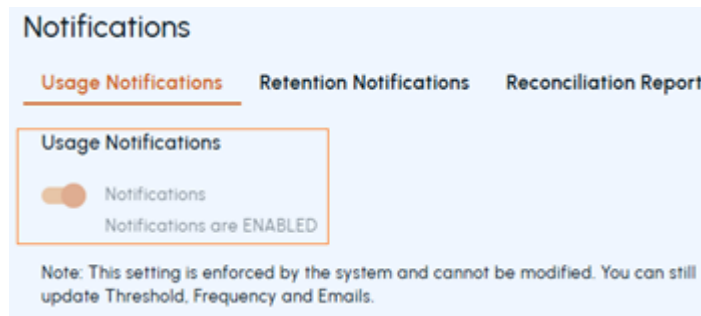 Notifications
Usage Notifications Retention Notifications Reconciliation Report
Usage Notifications
Notifications
Notifications are ENABLED
Note: This setting is enforced by the system and cannot be modified. You can still
update Threshold, Frequency and Emails.